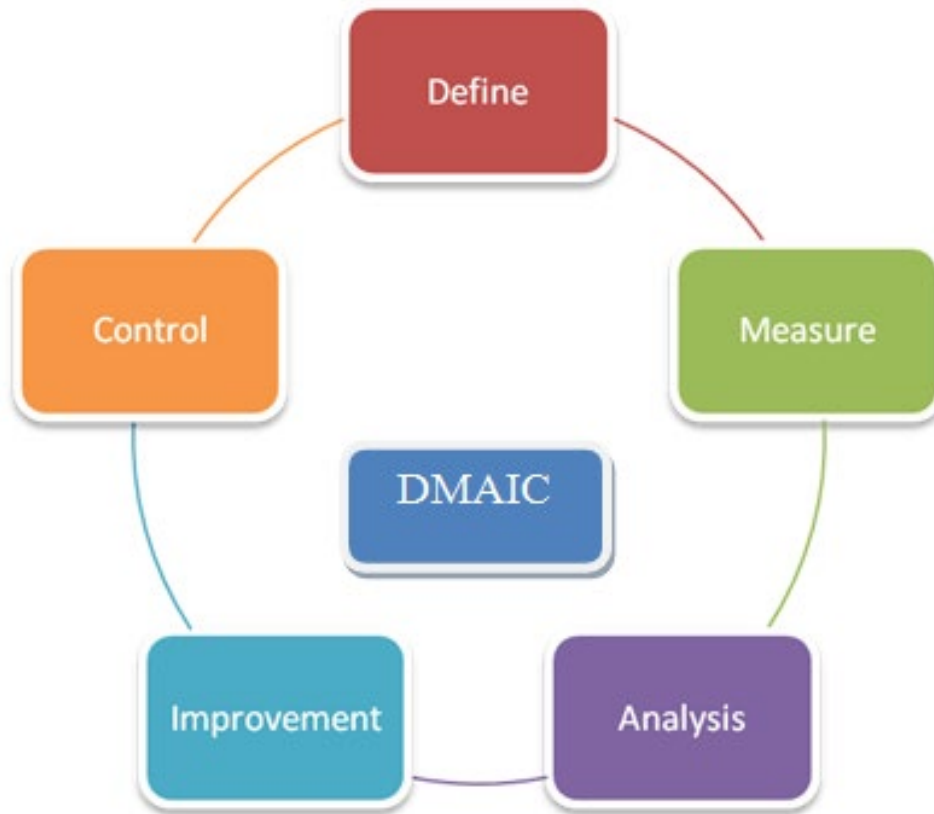 Define
Measure
Analysis
Improvement
Control
DMAIC